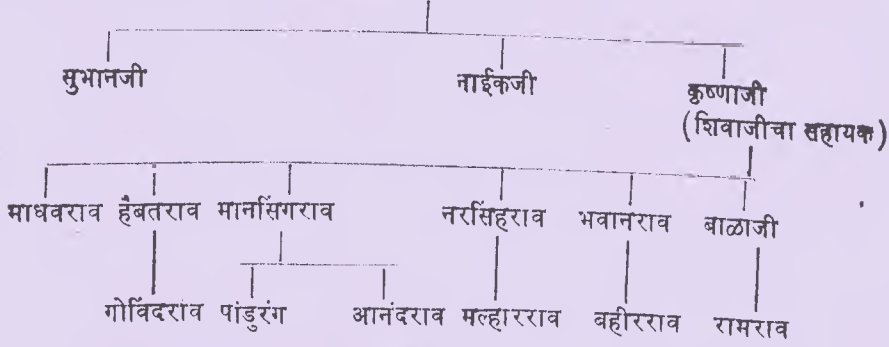 सुभानजी नाईकजी कृष्णाजी
(शिवाजीचा सहायक)
माधवराव हैबतराव मानसिंगराव नरसिंहराव भवानराव बाळाजी
गोविंदराव पांडुरंग आनंदराव मल्हारराव बहीरराव रामराव